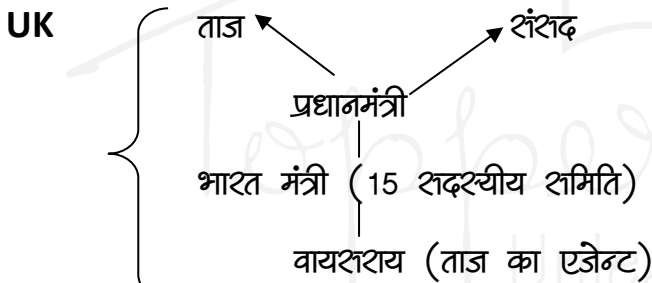 UK ताज संसद
प्रधानमंत्री
भारत मंत्री (15 सदस्यीय समिति)
वायसराय (ताज का एजेन्ट)